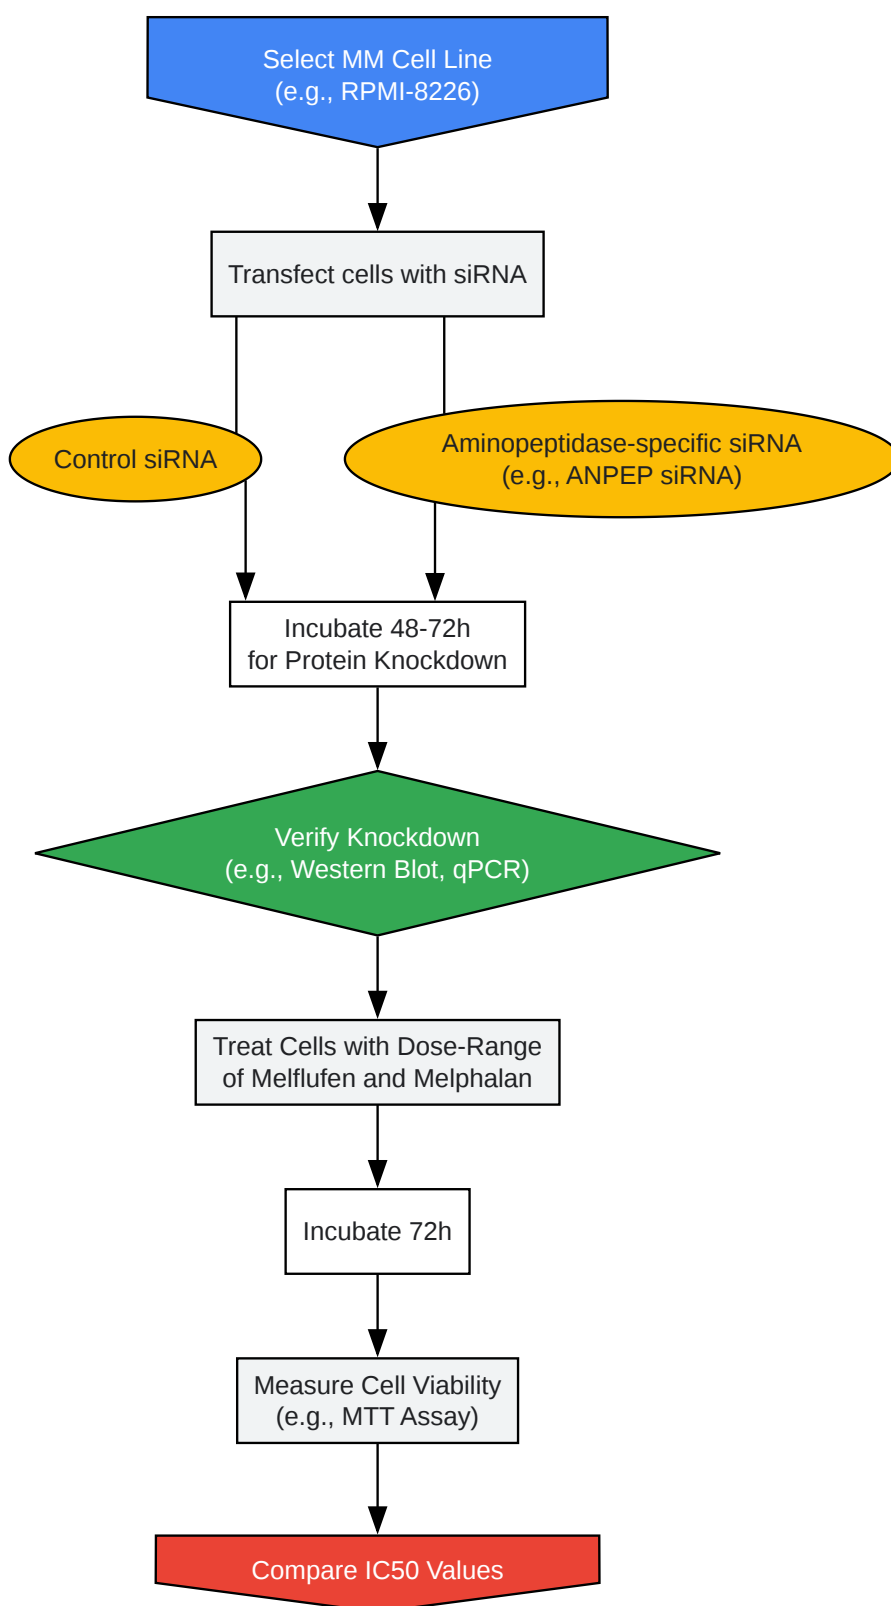 Select MM Cell Line
(e.g., RPMI-8226)
Transfect cells with siRNA
Control siRNA
Aminopeptidase-specific siRNA
(e.g., ANPEP siRNA)
Incubate 48-72h
for Protein Knockdown
Verify Knockdown
(e.g., Western Blot, qPCR)
Treat Cells with Dose-Range
of Melflufen and Melphalan
Incubate 72h
Measure Cell Viability
(e.g., MTT Assay)
Compare IC50 Values